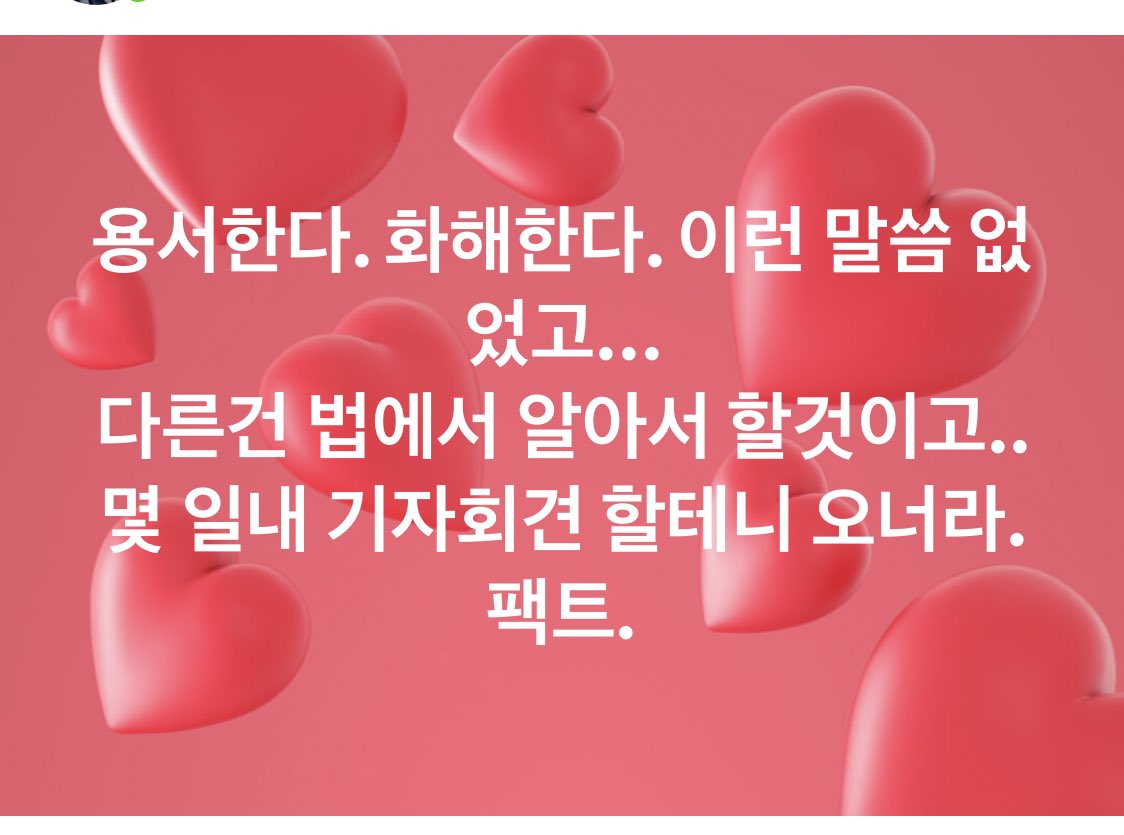 용서한다. 화해한다. 이런 말씀 없
었고...
다른건 법에서 알아서 할것이고..
몇 일내 기자회견 할테니 오너라.
팩트.